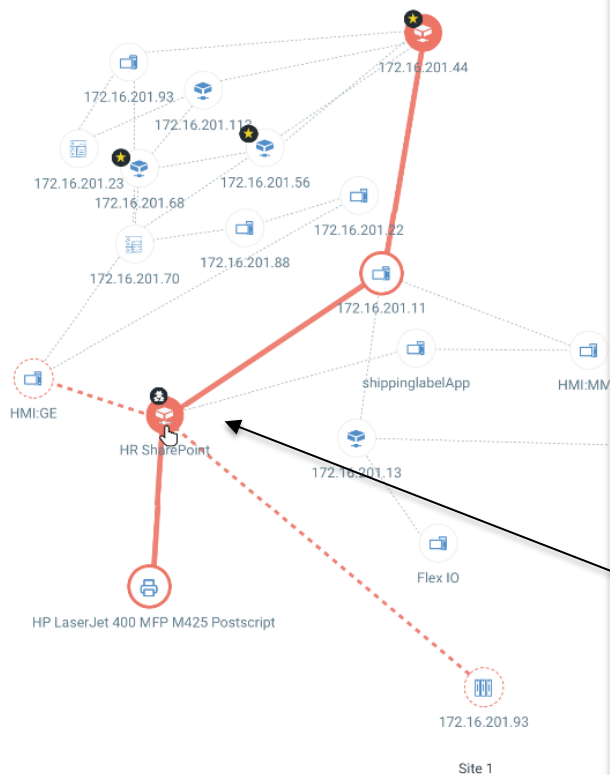 172.16.201.44
172.16.201.93
172.16.201.112
172.16.201.23
172.16.201.56
172.16.201.68
172.16.201.22
172.16.201.88
172.16.201.70
172.16.201.11
shippinglabelApp
HMI:MM
HMI:GE
HR SharePoint
172.16.201.13
Flex IO
HP LaserJet 400 MFP M425 Postscript
172.16.201.93
Site 1